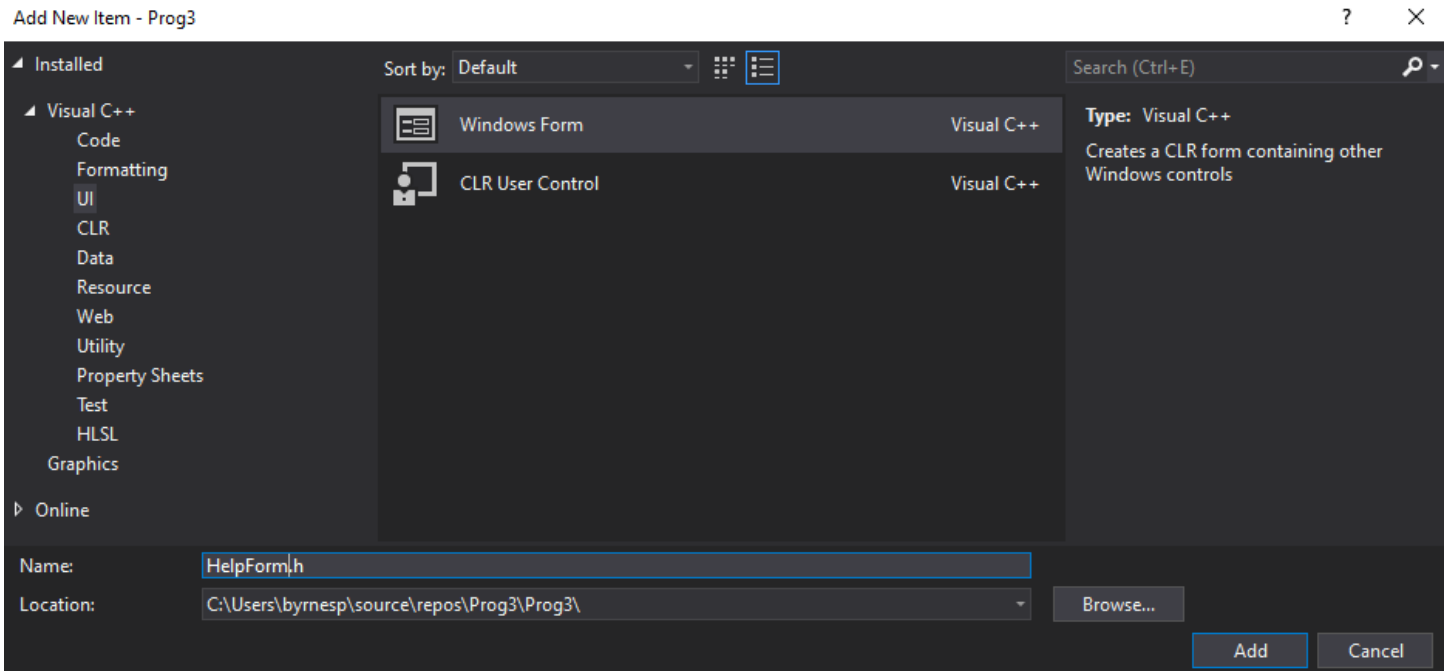 Add New Item - Prog3
?
Installed
Sort by: Default
Search (Ctrl+E)
Visual C++
Code
Formatting
UI
CLR
Data
Resource
Web
Utility
Property Sheets
Test
HLSL
Graphics
Online
Windows Form Visual C++
CLR User Control Visual C++
Type: Visual C++
Creates a CLR form containing other
Windows controls
Name: HelpForm.h
Location: C:\Users\byrnesp\source\repos\Prog3\Prog3\
Browse...
Add Cancel